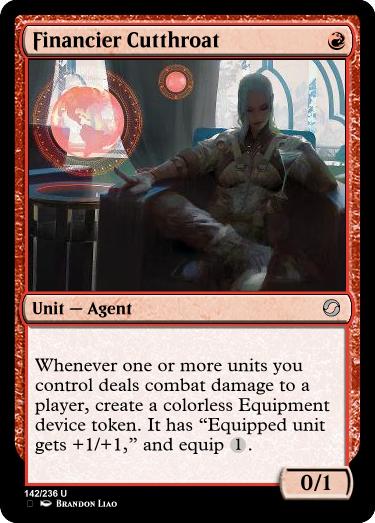 Financier Cutthroat
Unit — Agent
Whenever one or more units you
control deals combat damage to a
player, create a colorless Equipment
device token. It has “Equipped unit
gets +1/+1,” and equip 1.
0/1
142/236 U
Brandon Liao